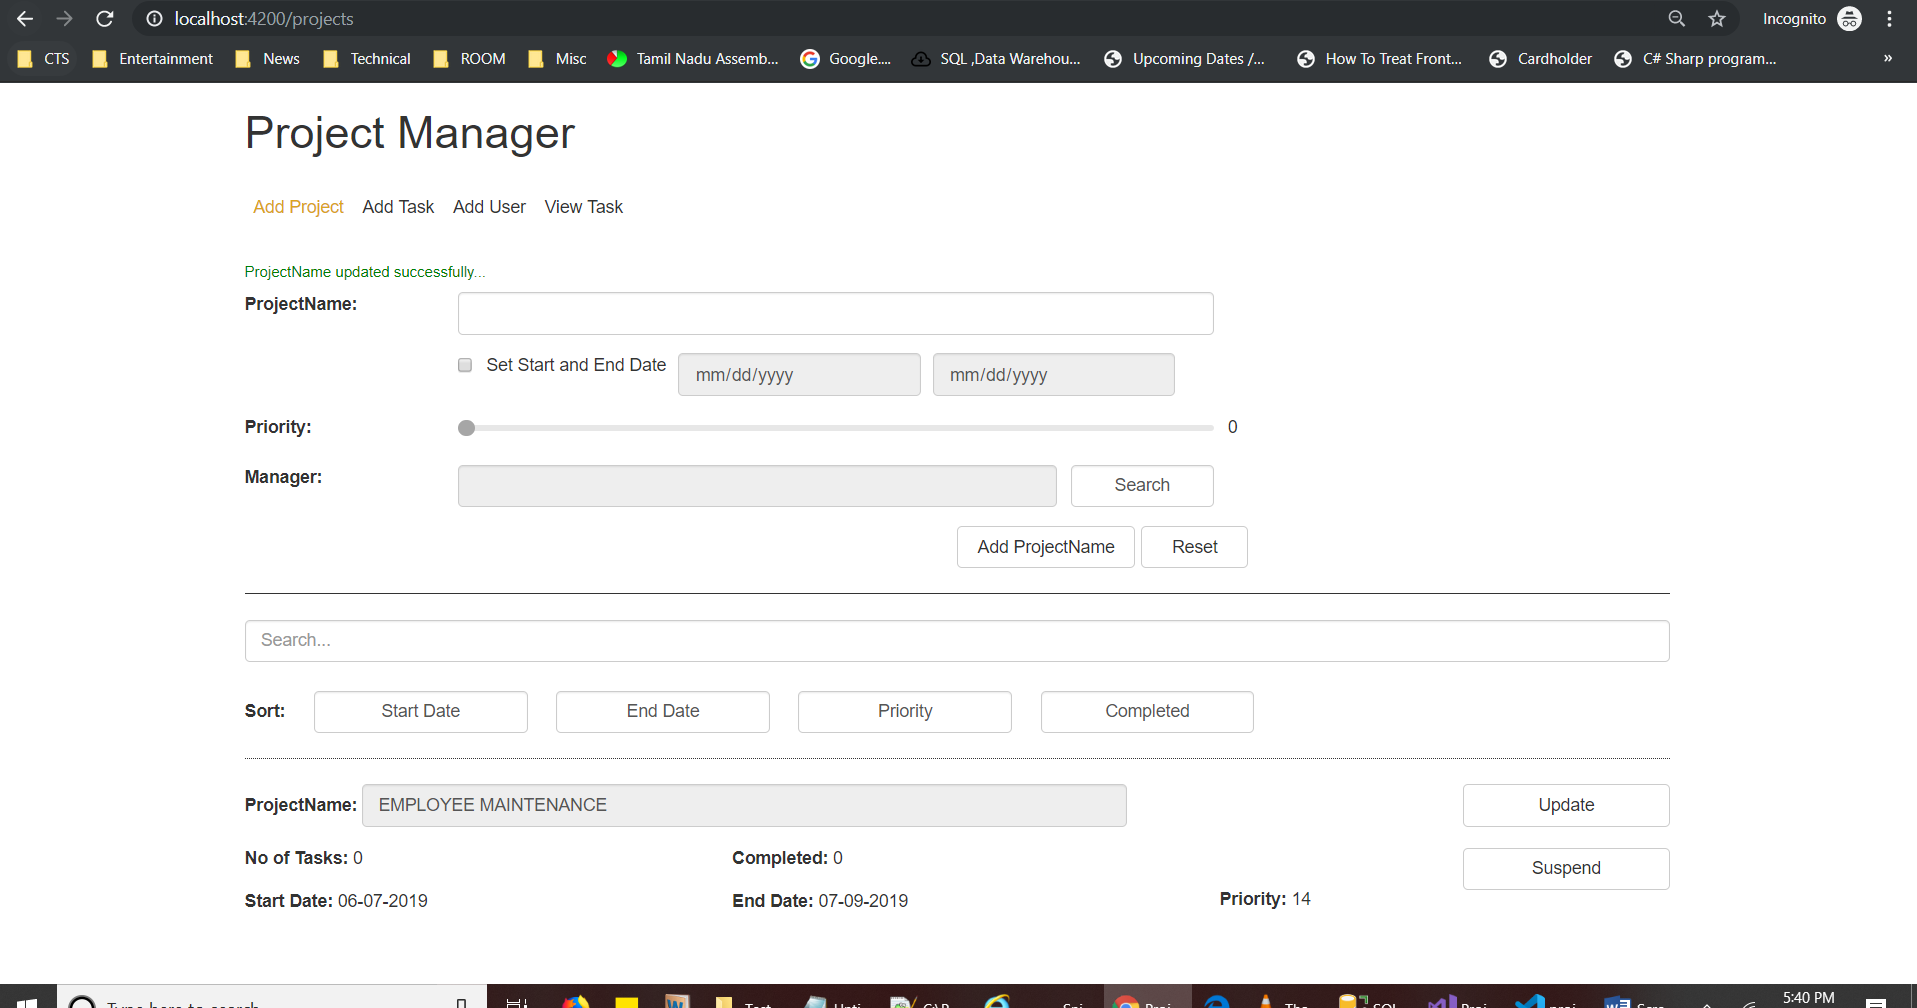 localhost:4200/projects
Incognito
CTS Entertainment News Technical ROOM Misc Tamil Nadu Assemb... Google.... SQL ,Data Warehou... Upcoming Dates /... How To Treat Front... Cardholder C# Sharp program... »
Project Manager
Add Project Add Task Add User View Task
ProjectName updated successfully...
ProjectName:
Set Start and End Date mm/dd/yyyy mm/dd/yyyy
Priority: 0
Manager: Search
Add ProjectName Reset
Search...
Sort: Start Date End Date Priority Completed
ProjectName: EMPLOYEE MAINTENANCE Update
No of Tasks: 0 Completed: 0 Suspend
Start Date: 06-07-2019 End Date: 07-09-2019 Priority: 14
Type here to search
5:40 PM